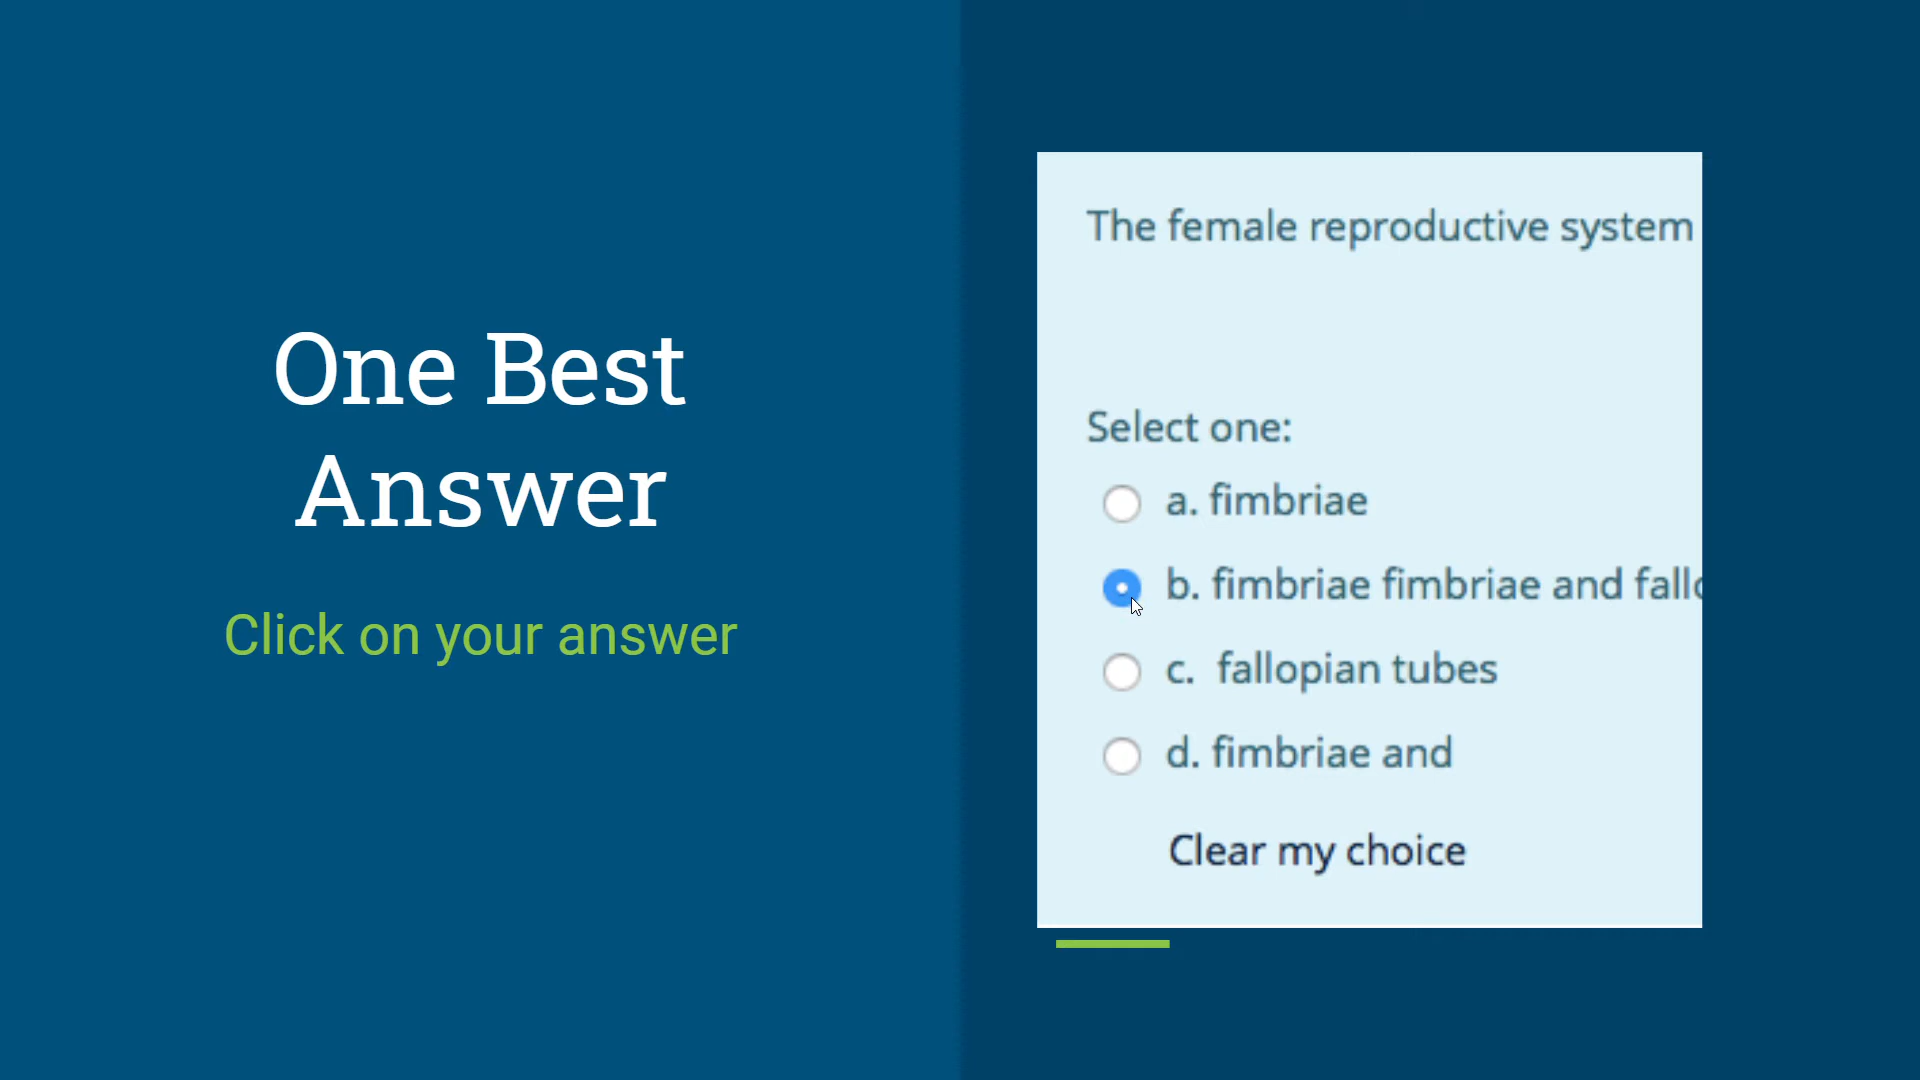 One Best
Answer
Click on your answer
The female reproductive system
Select one:
a. fimbriae
b. fimbriae fimbriae and fall
c. fallopian tubes
d. fimbriae and
Clear my choice